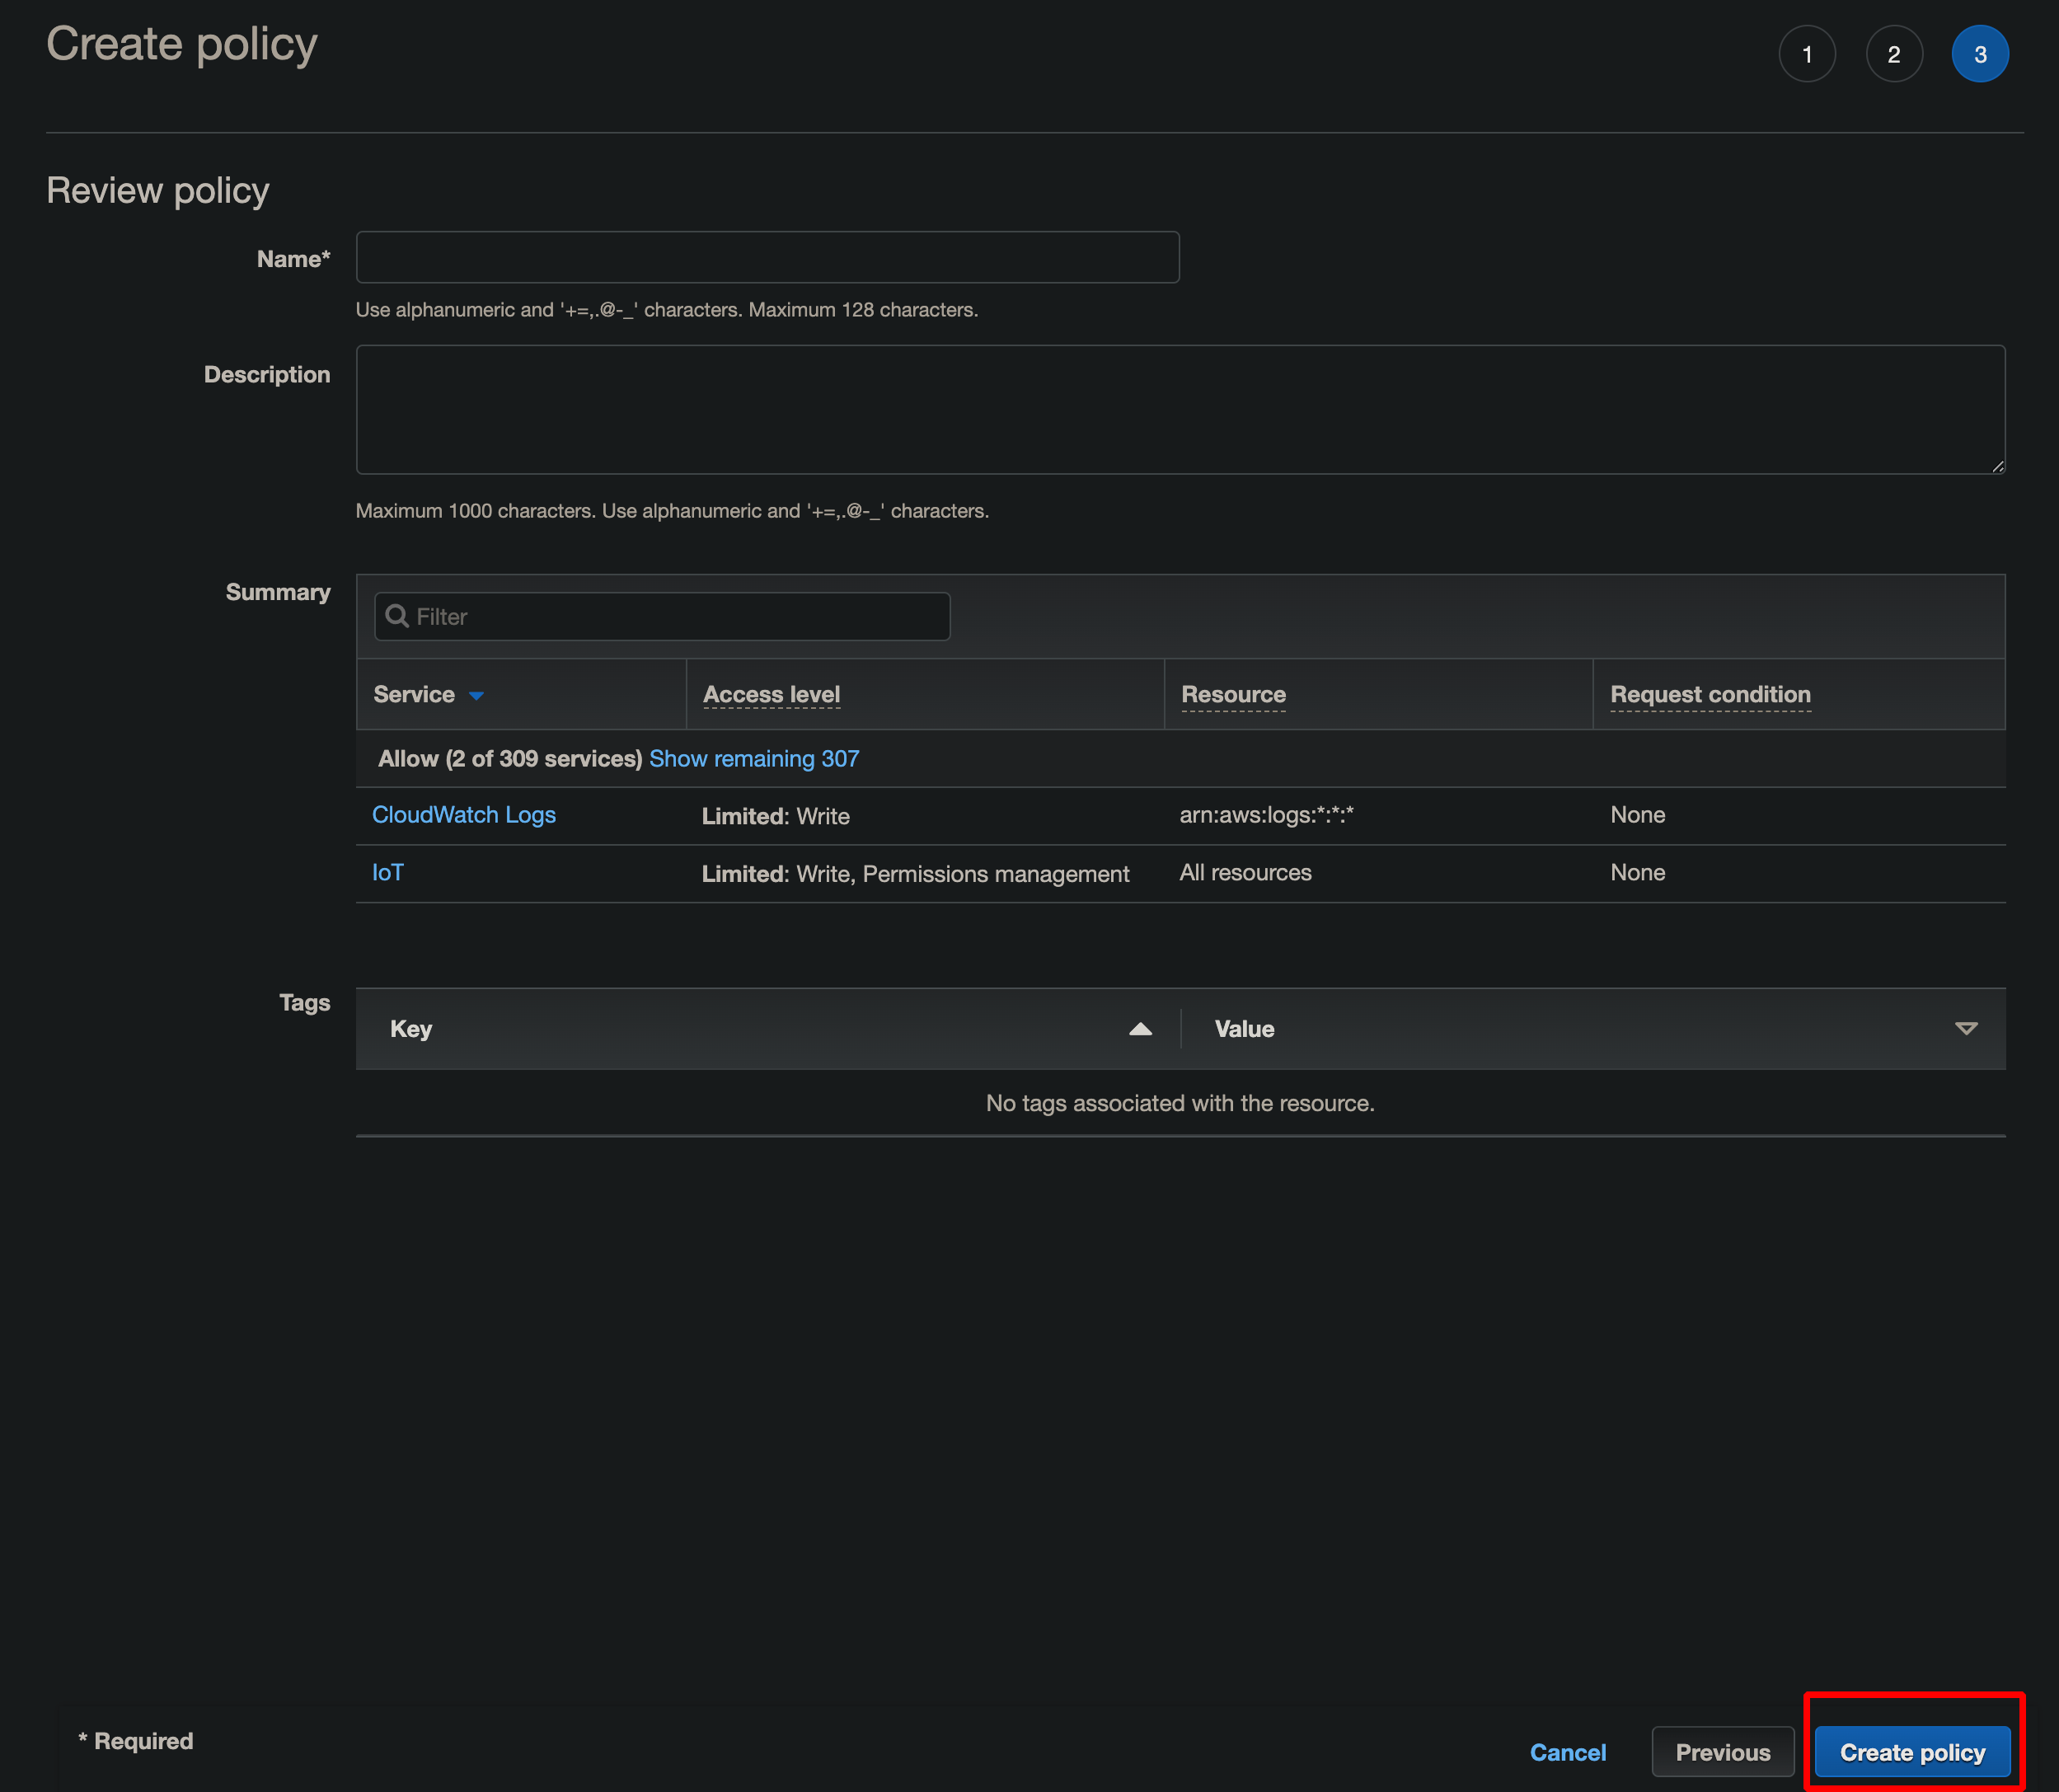 Create policy
1 2 3
Review policy
Name*
Use alphanumeric and '+=,.@-_' characters. Maximum 128 characters.
Description
Maximum 1000 characters. Use alphanumeric and '+=,.@-_' characters.
Summary
Filter
Service Access level Resource Request condition
Allow (2 of 309 services) Show remaining 307
CloudWatch Logs Limited: Write arn:aws:logs:*:*:* None
IoT Limited: Write, Permissions management All resources None
Tags
Key Value
No tags associated with the resource.
* Required
Cancel Previous Create policy